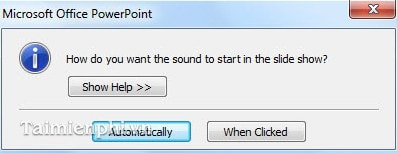 Microsoft Office PowerPoint
How do you want the sound to start in the slide show?
Show Help >>
Automatically
When Clicked